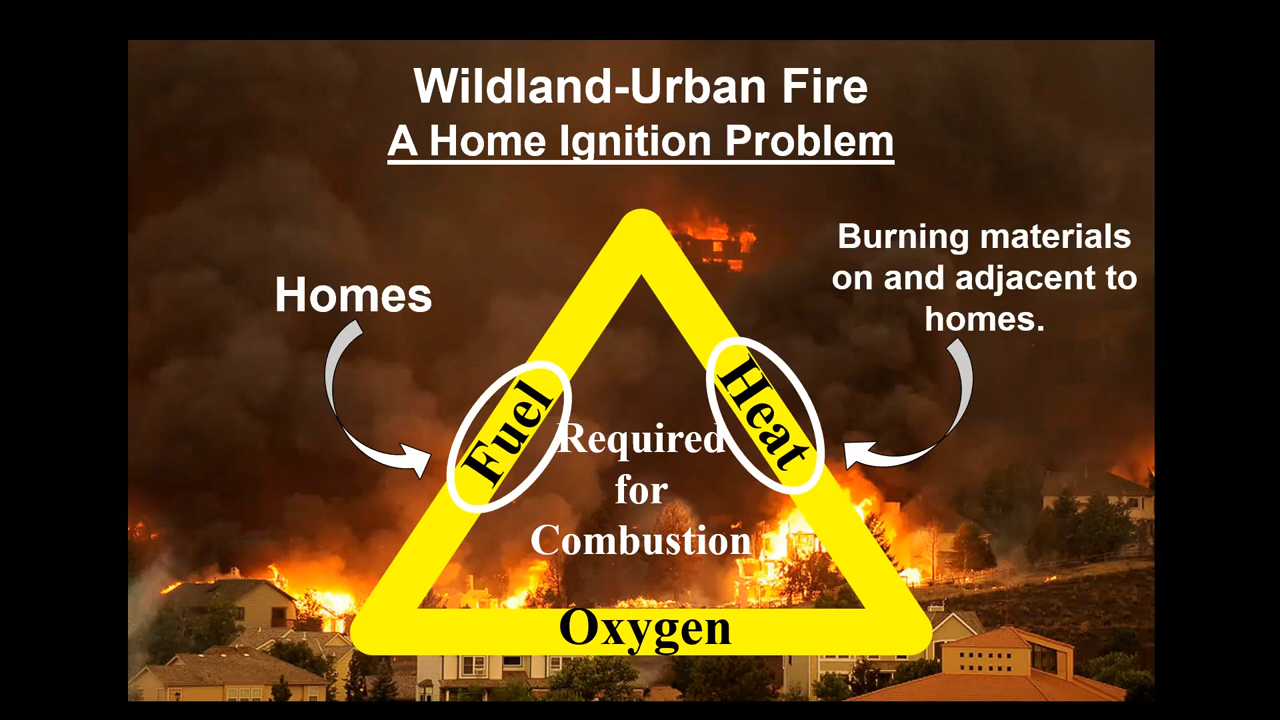 Wildland-Urban Fire
A Home Ignition Problem
Burning materials
on and adjacent to
homes.
Homes
Fuel
Heat
Required
for
Combustion
Oxygen